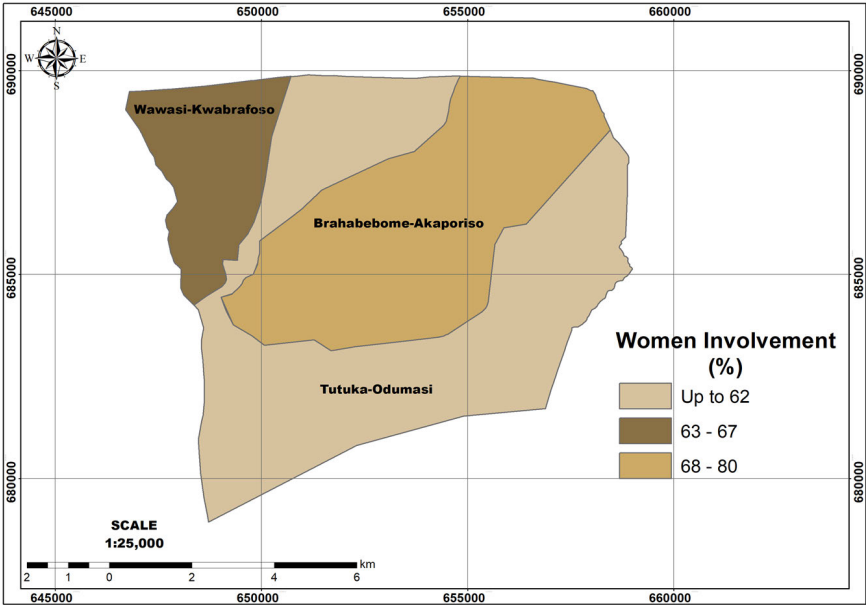 645000 650000 655000 660000
N
W E
S
690000 690000
Wawasi-Kwabrafoso
Brahabebome-Akaporiso
685000 685000
Women Involvement
(%)
Tutuka-Odumasi
Up to 62
63 - 67
68 - 80
680000 680000
SCALE
1:25,000
km
2 1 0 2 4 6
645000 650000 655000 660000